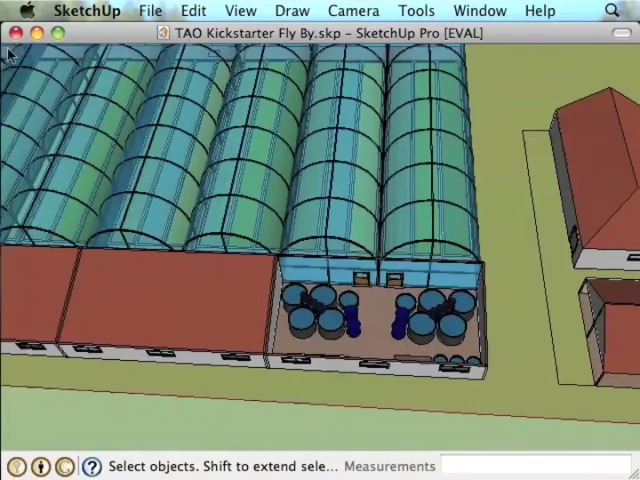 SketchUp File Edit View Draw Camera Tools Window Help
TAO Kickstarter Fly By.skp – SketchUp Pro [EVAL]
Select objects. Shift to extend sele... Measurements